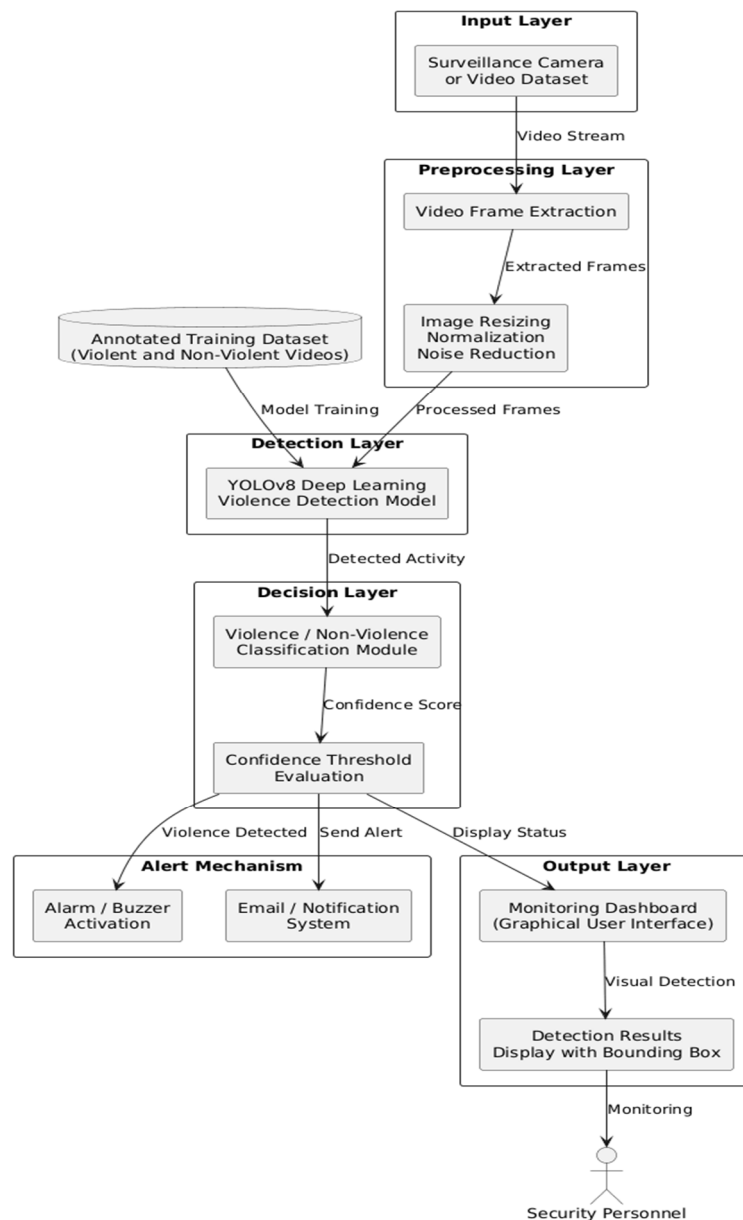 Input Layer
Surveillance Camera
or Video Dataset
Video Stream
Preprocessing Layer
Video Frame Extraction
Extracted Frames
Image Resizing
Normalization
Noise Reduction
Annotated Training Dataset
(Violent and Non-Violent Videos)
Model Training
Processed Frames
Detection Layer
YOLOv8 Deep Learning
Violence Detection Model
Detected Activity
Decision Layer
Violence / Non-Violence
Classification Module
Confidence Score
Confidence Threshold
Evaluation
Violence Detected
Send Alert
Display Status
Alert Mechanism
Alarm / Buzzer
Activation
Email / Notification
System
Output Layer
Monitoring Dashboard
(Graphical User Interface)
Visual Detection
Detection Results
Display with Bounding Box
Monitoring
Security Personnel